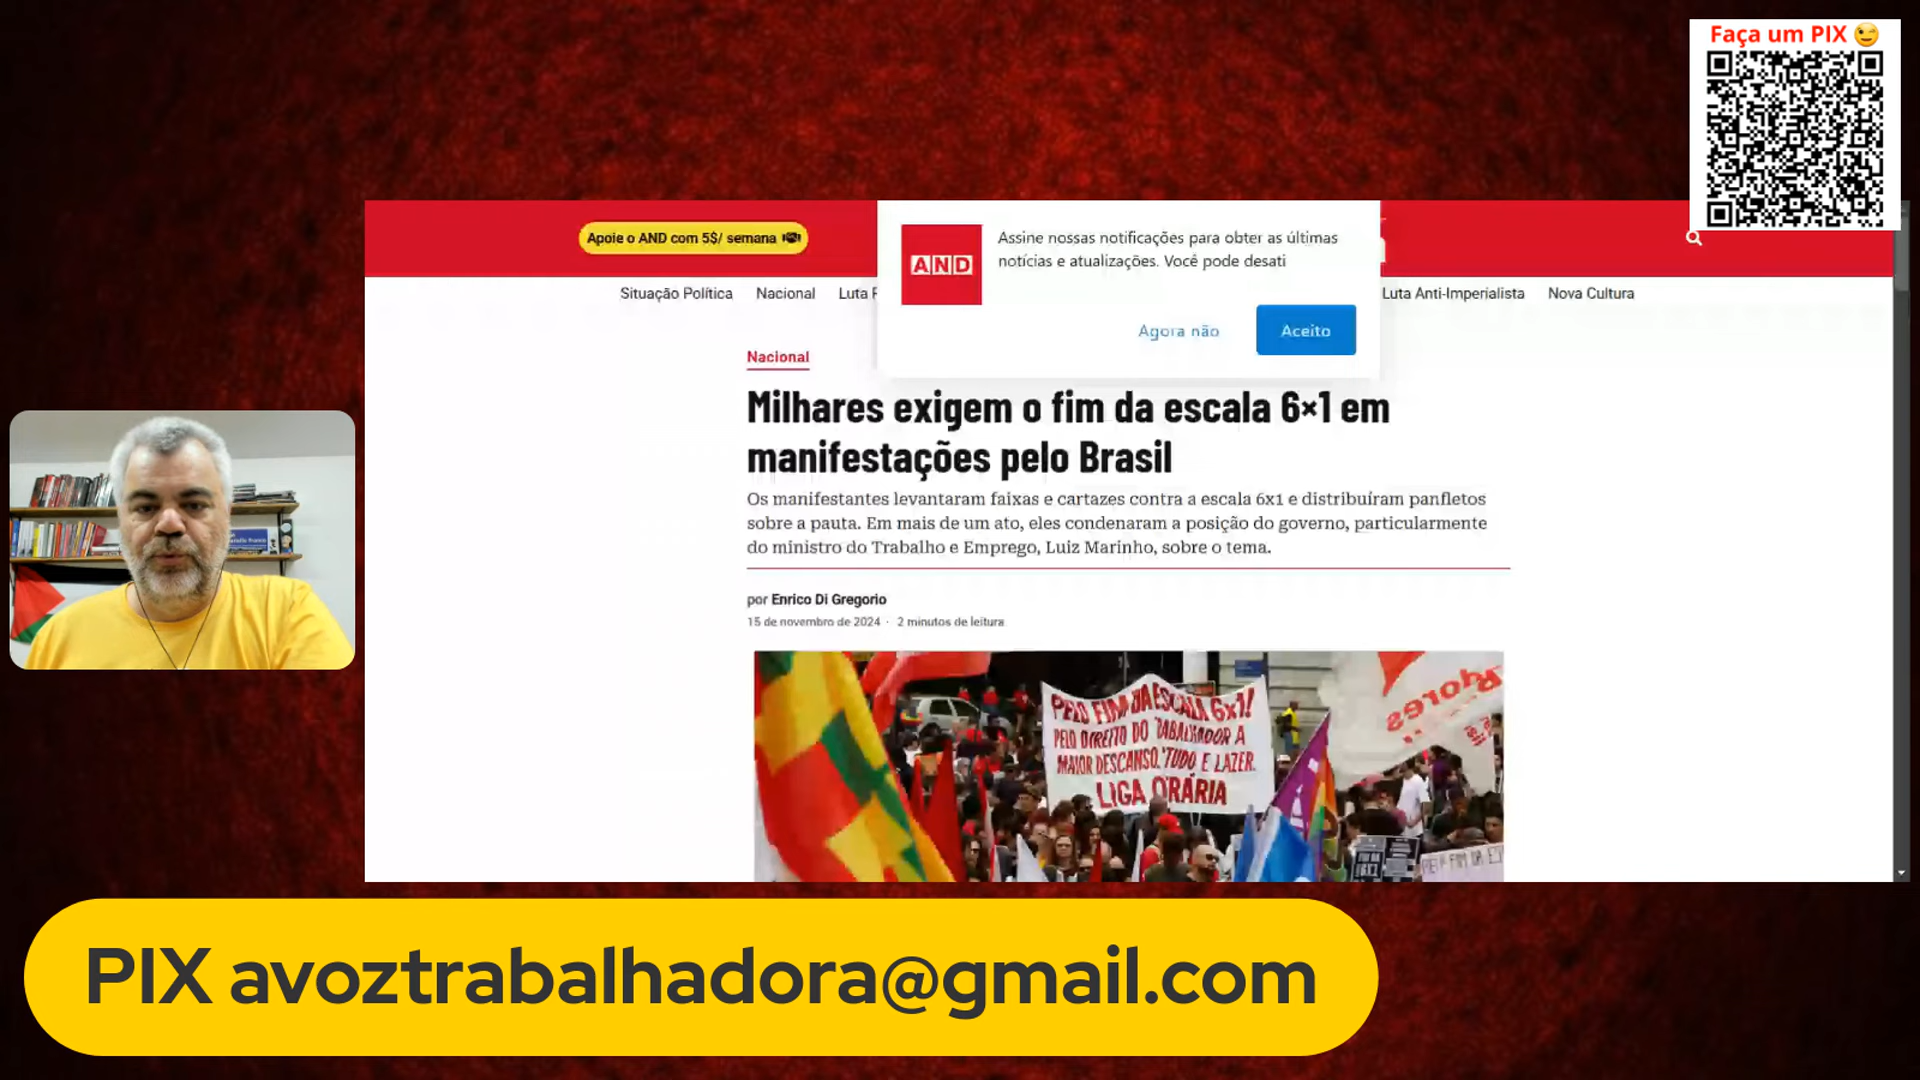 Faça um PIX
Apoie o AND com 5$/ semana
AND
Assine nossas notificações para obter as últimas
notícias e atualizações. Você pode desati
Agora não
Aceito
Situação Política Nacional Luta Luta Anti-Imperialista Nova Cultura
Nacional
Milhares exigem o fim da escala 6×1 em
manifestações pelo Brasil
Os manifestantes levantaram faixas e cartazes contra a escala 6x1 e distribuíram panfletos
sobre a pauta. Em mais de um ato, eles condenaram a posição do governo, particularmente
do ministro do Trabalho e Emprego, Luiz Marinho, sobre o tema.
por Enrico Di Gregorio
15 de novembro de 2024 · 2 minutos de leitura
PELO FIM DA ESCALA 6x1!
PELO DIREITO DO TRABALHADOR A
MAIOR DESCANSO,
E LAZER.
LIGA OPERÁRIA
PIX avoztrabalhadora@gmail.com